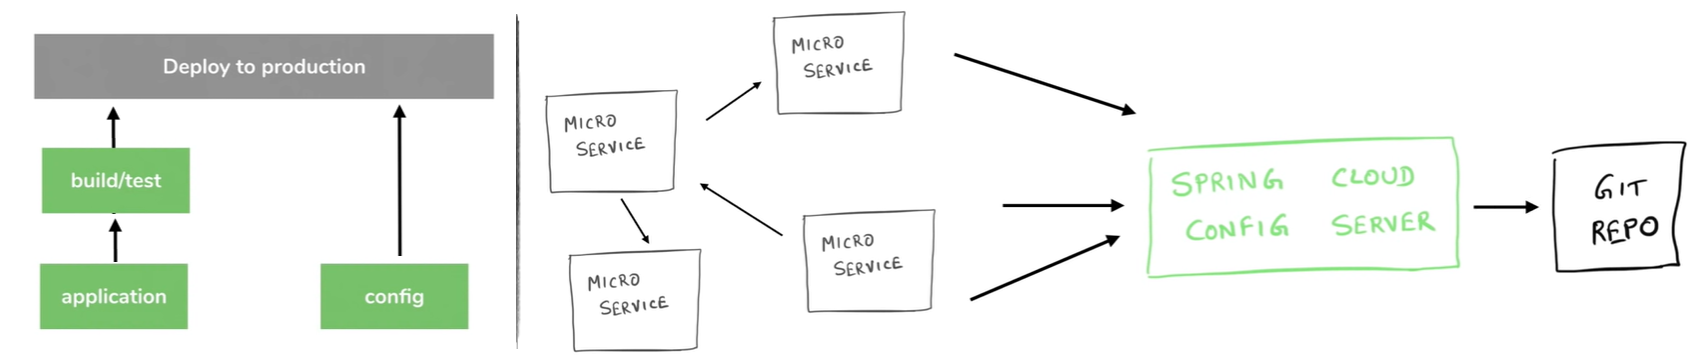 Deploy to production
build/test
application
config
MICRO
SERVICE
MICRO
SERVICE
MICRO
SERVICE
MICRO
SERVICE
SPRING CLOUD
CONFIG SERVER
GIT
REPO